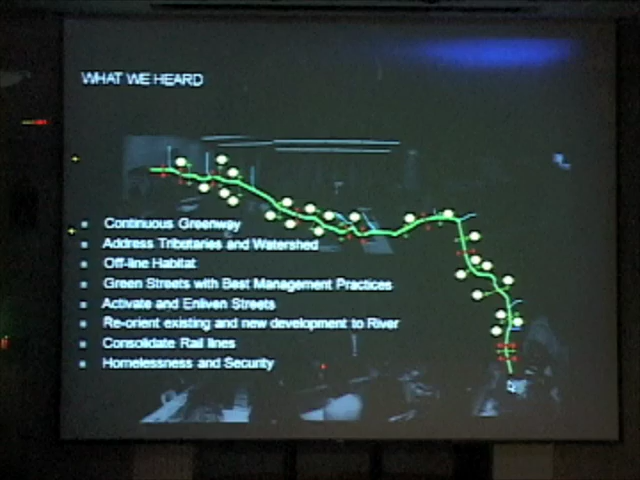 WHAT WE HEARD
Continuous Greenway
Address Tributaries and Watershed
Off-line Habitat
Green Streets with Best Management Practices
Activate and Enliven Streets
Re-orient existing and new development to River
Consolidate Rail lines
Homelessness and Security